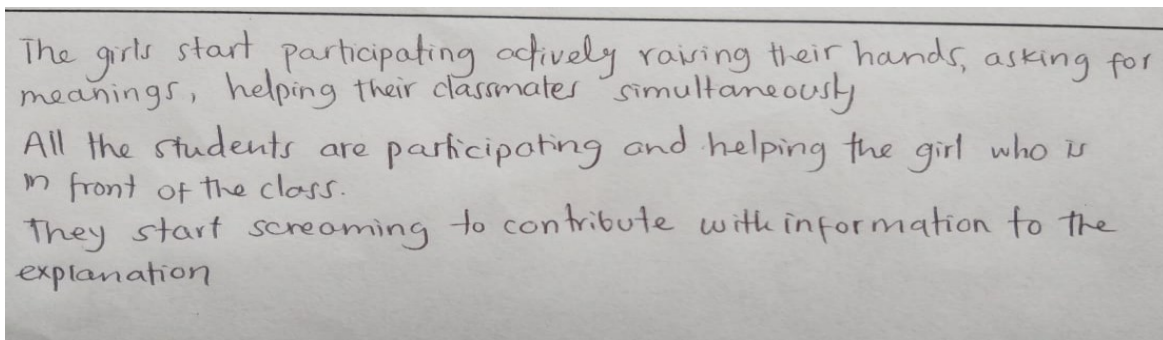 The girls start participating actively raising their hands, asking for
meanings, helping their classmates simultaneously
All the students are participating and helping the girl who is
in front of the class.
They start screaming to contribute with information to the
explanation